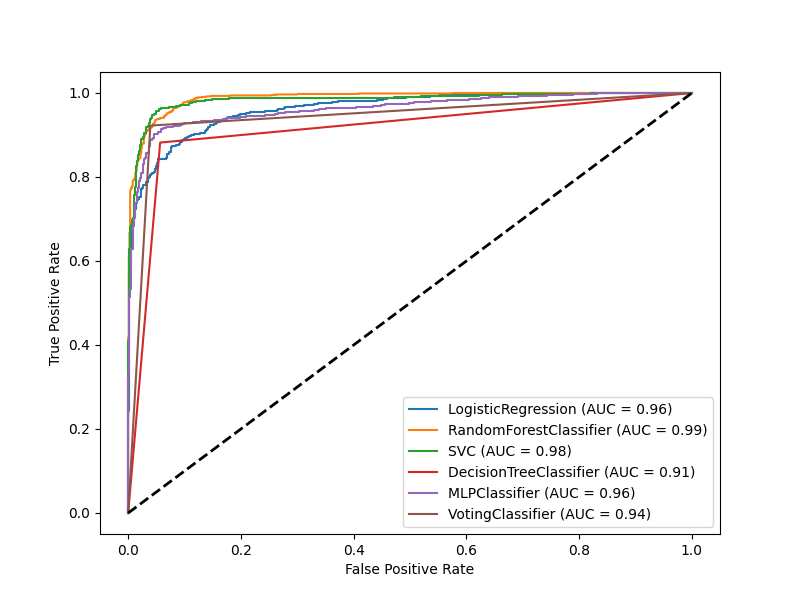 1.0
0.8
0.6
0.4
0.2
0.0
True Positive Rate
LogisticRegression (AUC = 0.96)
RandomForestClassifier (AUC = 0.99)
SVC (AUC = 0.98)
DecisionTreeClassifier (AUC = 0.91)
MLPClassifier (AUC = 0.96)
VotingClassifier (AUC = 0.94)
0.0 0.2 0.4 0.6 0.8 1.0
False Positive Rate